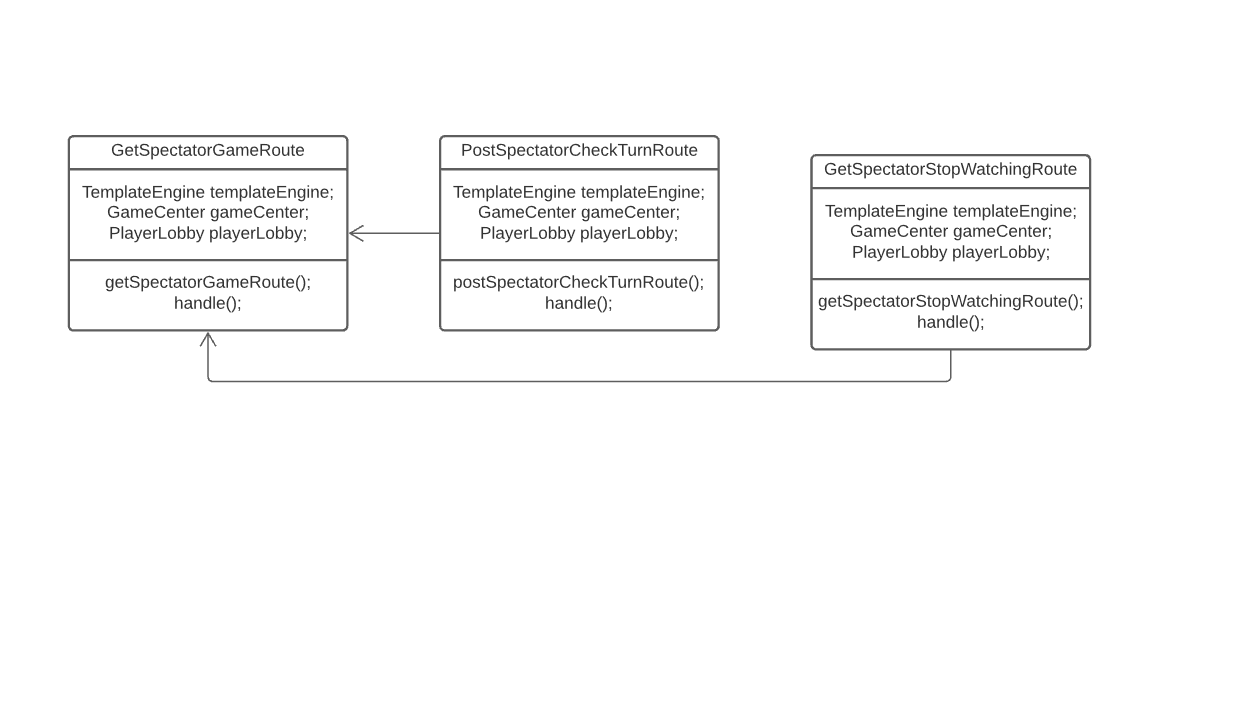 GetSpectatorGameRoute
TemplateEngine templateEngine;
GameCenter gameCenter;
PlayerLobby playerLobby;
getSpectatorGameRoute();
handle();
PostSpectatorCheckTurnRoute
TemplateEngine templateEngine;
GameCenter gameCenter;
PlayerLobby playerLobby;
postSpectatorCheckTurnRoute();
handle();
GetSpectatorStopWatchingRoute
TemplateEngine templateEngine;
GameCenter gameCenter;
PlayerLobby playerLobby;
getSpectatorStopWatchingRoute();
handle();